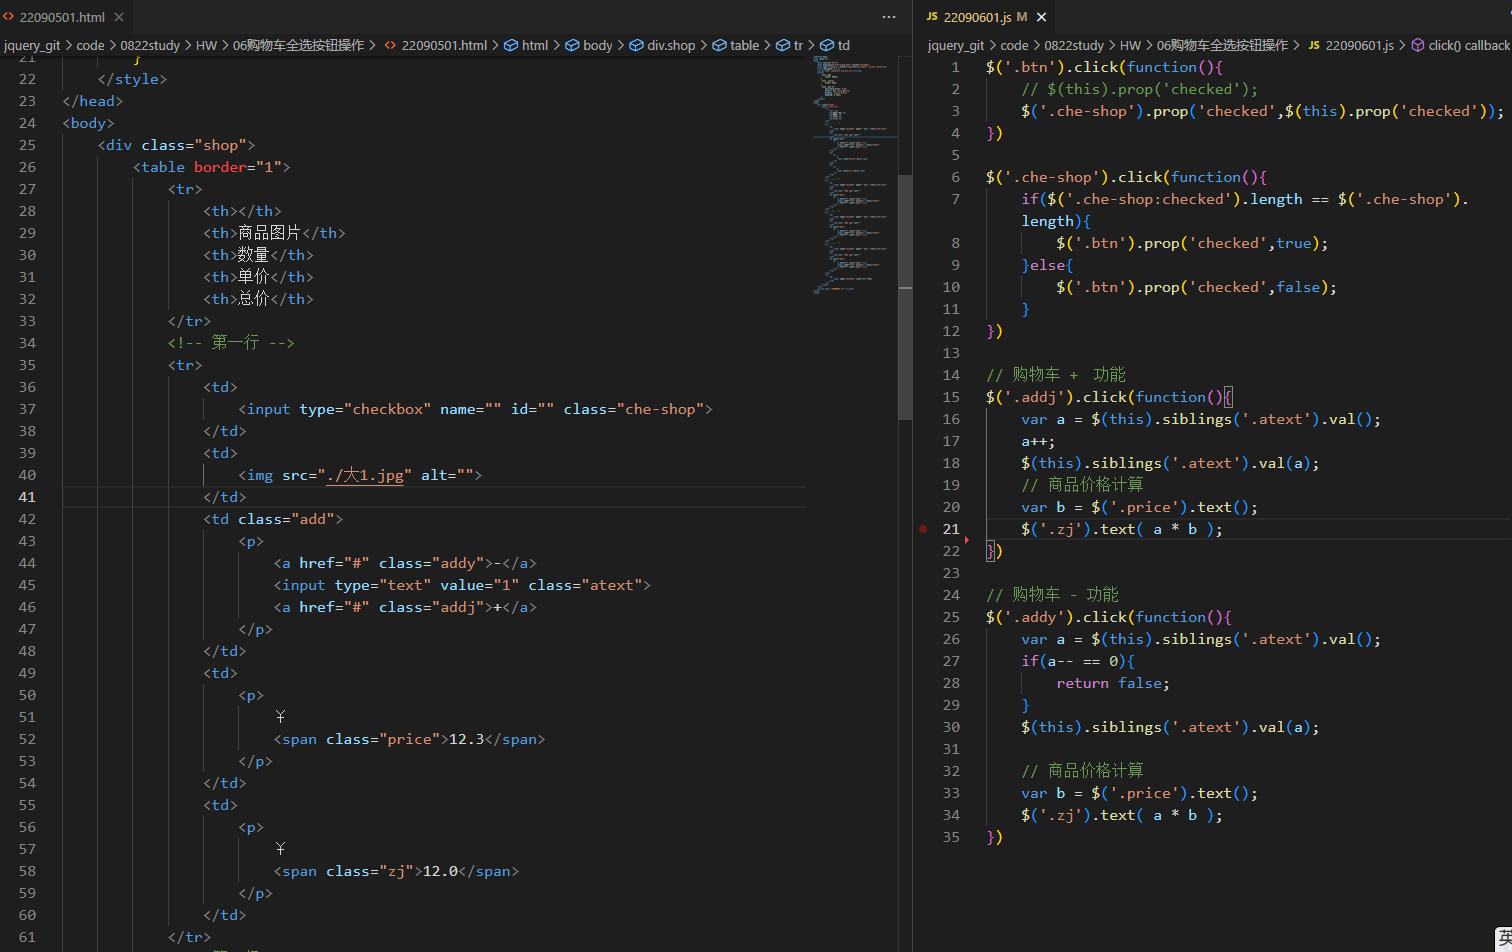 22090501.html
jquery_git > code > 0822study > HW > 06购物车全选按钮操作 > 22090501.html > html > body > div.shop > table > tr > td
21 }
22 </style>
23 </head>
24 <body>
25 <div class="shop">
26 <table border="1">
27 <tr>
28 <th></th>
29 <th>商品图片</th>
30 <th>数量</th>
31 <th>单价</th>
32 <th>总价</th>
33 </tr>
34 <!-- 第一行 -->
35 <tr>
36 <td>
37 <input type="checkbox" name="" id="" class="che-shop">
38 </td>
39 <td>
40 <img src="./大1.jpg" alt="">
41 </td>
42 <td class="add">
43 <p>
44 <a href="#" class="addy">-</a>
45 <input type="text" value="1" class="atext">
46 <a href="#" class="addj">+</a>
47 </p>
48 </td>
49 <td>
50 <p>
51 ¥
52 <span class="price">12.3</span>
53 </p>
54 </td>
55 <td>
56 <p>
57 ¥
58 <span class="zj">12.0</span>
59 </p>
60 </td>
61 </tr>
JS 22090601.js M
jquery_git > code > 0822study > HW > 06购物车全选按钮操作 > JS 22090601.js > click() callback
1 $('.btn').click(function(){
2 // $(this).prop('checked');
3 $('.che-shop').prop('checked',$(this).prop('checked'));
4 })
5
6 $('.che-shop').click(function(){
7 if($('.che-shop:checked').length == $('.che-shop').
length){
8 $('.btn').prop('checked',true);
9 }else{
10 $('.btn').prop('checked',false);
11 }
12 })
13
14 // 购物车 + 功能
15 $('.addj').click(function(){
16 var a = $(this).siblings('.atext').val();
17 a++;
18 $(this).siblings('.atext').val(a);
19 // 商品价格计算
20 var b = $('.price').text();
21 $('.zj').text( a * b );
22 })
23
24 // 购物车 - 功能
25 $('.addy').click(function(){
26 var a = $(this).siblings('.atext').val();
27 if(a-- == 0){
28 return false;
29 }
30 $(this).siblings('.atext').val(a);
31
32 // 商品价格计算
33 var b = $('.price').text();
34 $('.zj').text( a * b );
35 })
英